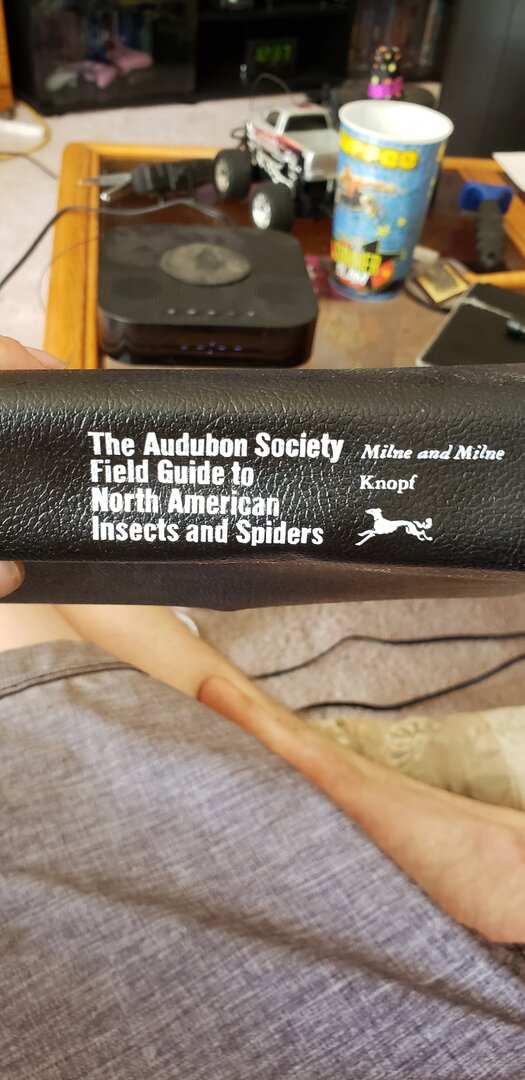 The Audubon Society
Field Guide to
North American
Insects and Spiders
Milne and Milne
Knopf